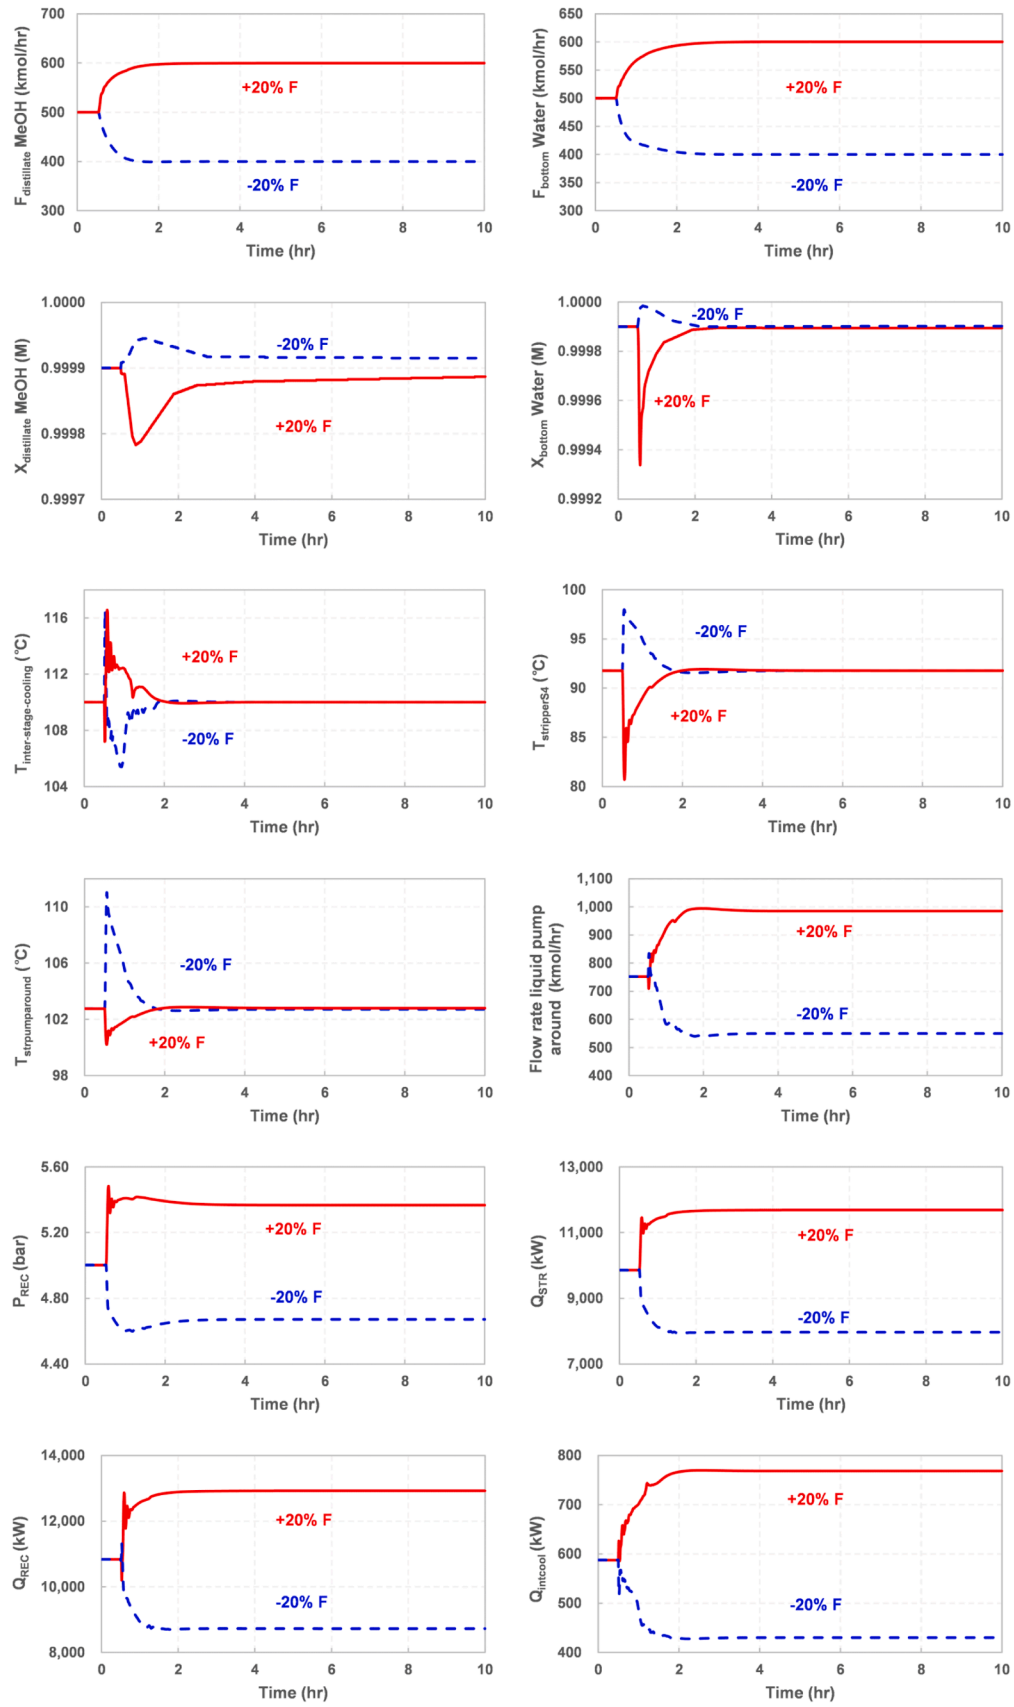 700
600
500
400
300
F distillate MeOH (kmol/hr)
+20% F
-20% F
0 2 4 6 8 10
Time (hr)
650
600
550
500
450
400
350
300
F bottom Water (kmol/hr)
+20% F
-20% F
0 2 4 6 8 10
Time (hr)
1.0000
0.9999
0.9998
0.9997
X distillate MeOH (M)
-20% F
+20% F
0 2 4 6 8 10
Time (hr)
1.0000
0.9998
0.9996
0.9994
0.9992
X bottom Water (M)
-20% F
+20% F
0 2 4 6 8 10
Time (hr)
116
112
108
104
T inter-stage-cooling (°C)
+20% F
-20% F
0 2 4 6 8 10
Time (hr)
100
95
90
85
80
T stripperS4 (°C)
-20% F
+20% F
0 2 4 6 8 10
Time (hr)
110
106
102
98
T strpumparound (°C)
-20% F
+20% F
0 2 4 6 8 10
Time (hr)
1,100
1,000
900
800
700
600
500
400
Flow rate liquid pump
around (kmol/hr)
+20% F
-20% F
0 2 4 6 8 10
Time (hr)
5.60
5.20
4.80
4.40
P REC (bar)
+20% F
-20% F
0 2 4 6 8 10
Time (hr)
13,000
11,000
9,000
7,000
Q STR (kW)
+20% F
-20% F
0 2 4 6 8 10
Time (hr)
14,000
12,000
10,000
8,000
Q REC (kW)
+20% F
-20% F
0 2 4 6 8 10
Time (hr)
800
700
600
500
400
Q intcool (kW)
+20% F
-20% F
0 2 4 6 8 10
Time (hr)